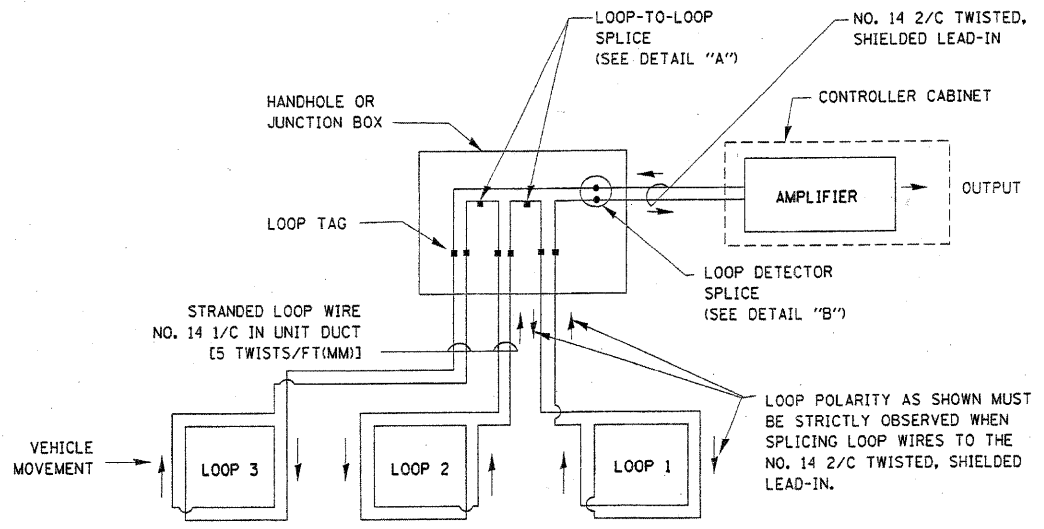 LOOP-TO-LOOP
SPLICE
(SEE DETAIL "A")
NO. 14 2/C TWISTED,
SHIELDED LEAD-IN
HANDHOLE OR
JUNCTION BOX
CONTROLLER CABINET
AMPLIFIER
OUTPUT
LOOP TAG
LOOP DETECTOR
SPLICE
(SEE DETAIL "B")
STRANDED LOOP WIRE
NO. 14 1/C IN UNIT DUCT
[5 TWISTS/FT(MM)]
LOOP POLARITY AS SHOWN MUST
BE STRICTLY OBSERVED WHEN
SPLICING LOOP WIRES TO THE
NO. 14 2/C TWISTED, SHIELDED
LEAD-IN.
VEHICLE
MOVEMENT
LOOP 3
LOOP 2
LOOP 1